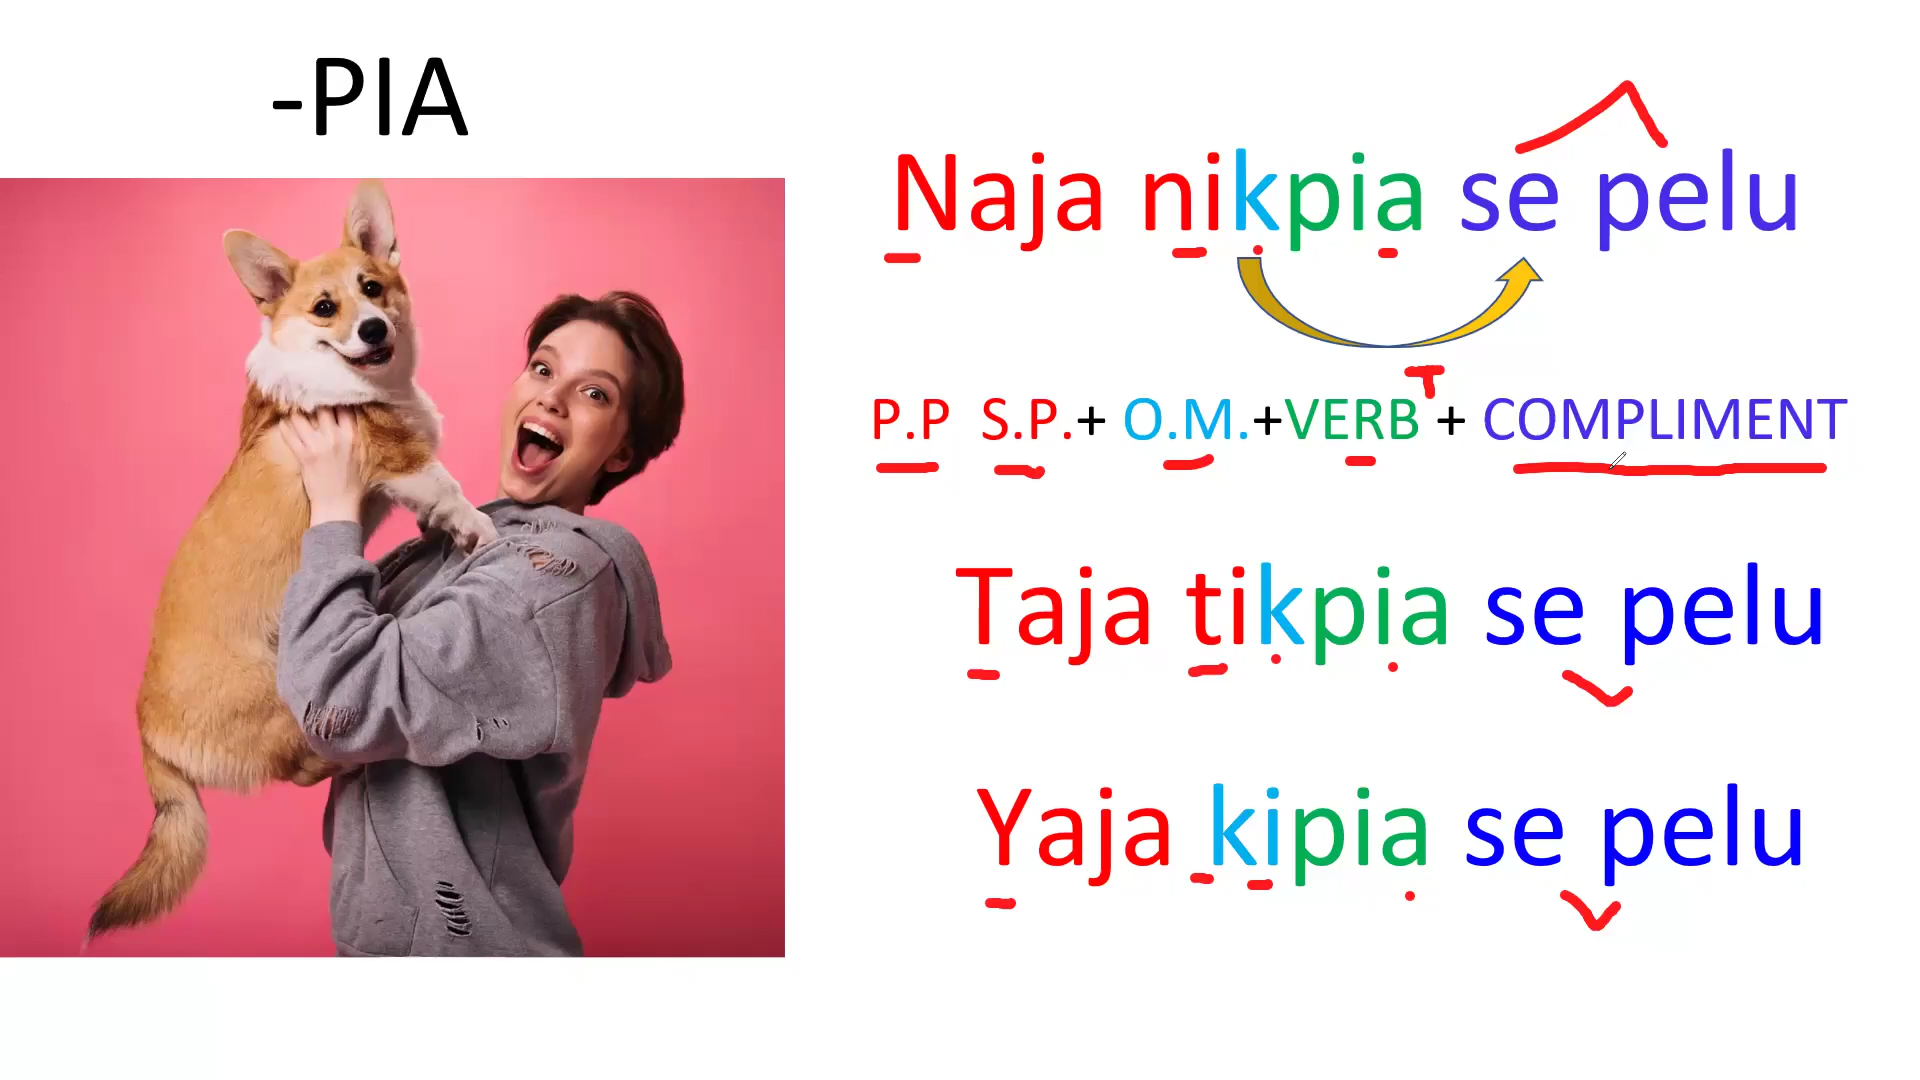 -PIA
Naja nikpia se pelu
P.P S.P.+ O.M.+VERB + COMPLIMENT
T
Taja tikpia se pelu
Yaja kipia se pelu